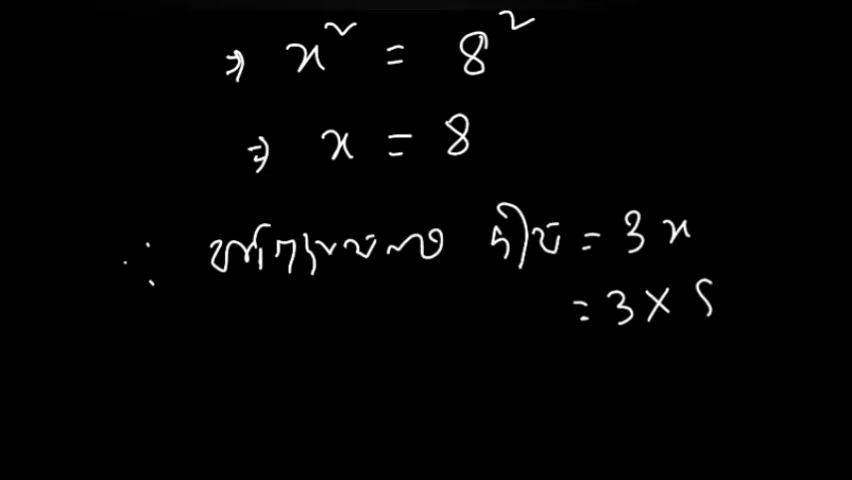 ⇒ x² = 8²
⇒ x = 8
∴ দীঘ = 3x
= 3 ×